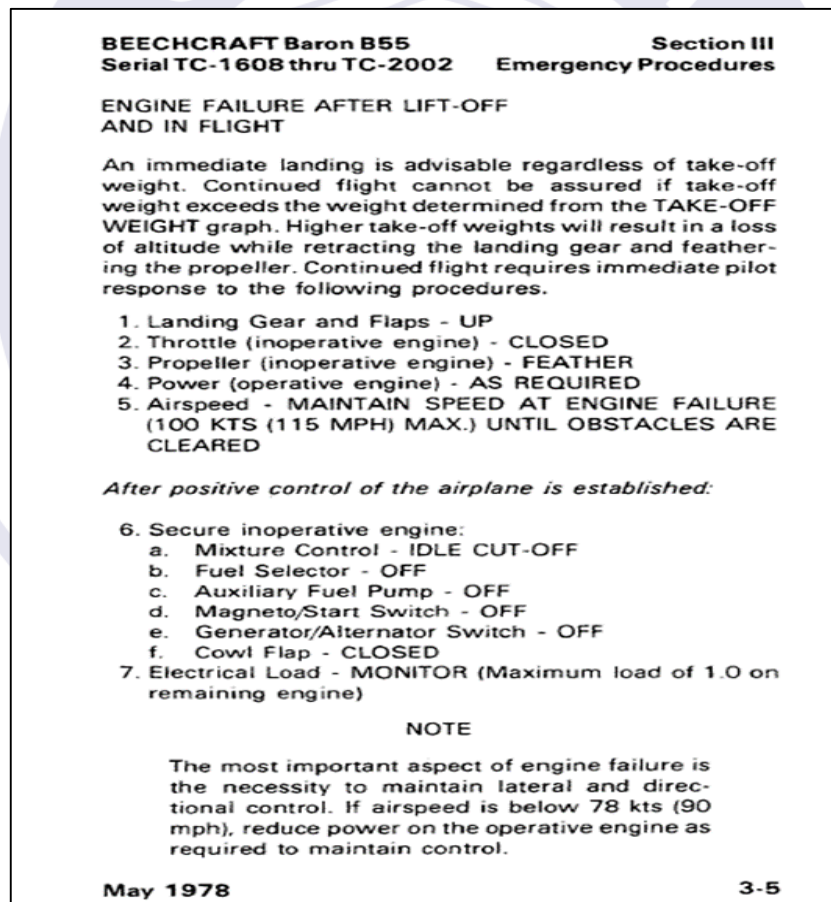 BEECHCRAFT Baron B55 Section III
Serial TC-1608 thru TC-2002 Emergency Procedures
ENGINE FAILURE AFTER LIFT-OFF
AND IN FLIGHT
An immediate landing is advisable regardless of take-off
weight. Continued flight cannot be assured if take-off
weight exceeds the weight determined from the TAKE-OFF
WEIGHT graph. Higher take-off weights will result in a loss
of altitude while retracting the landing gear and feather-
ing the propeller. Continued flight requires immediate pilot
response to the following procedures.
1. Landing Gear and Flaps - UP
2. Throttle (inoperative engine) - CLOSED
3. Propeller (inoperative engine) - FEATHER
4. Power (operative engine) - AS REQUIRED
5. Airspeed - MAINTAIN SPEED AT ENGINE FAILURE
(100 KTS (115 MPH) MAX.) UNTIL OBSTACLES ARE
CLEARED
After positive control of the airplane is established:
6. Secure inoperative engine:
a. Mixture Control - IDLE CUT-OFF
b. Fuel Selector - OFF
c. Auxiliary Fuel Pump - OFF
d. Magneto/Start Switch - OFF
e. Generator/Alternator Switch - OFF
f. Cowl Flap - CLOSED
7. Electrical Load - MONITOR (Maximum load of 1.0 on
remaining engine)
NOTE
The most important aspect of engine failure is
the necessity to maintain lateral and direc-
tional control. If airspeed is below 78 kts (90
mph), reduce power on the operative engine as
required to maintain control.
May 1978 3-5